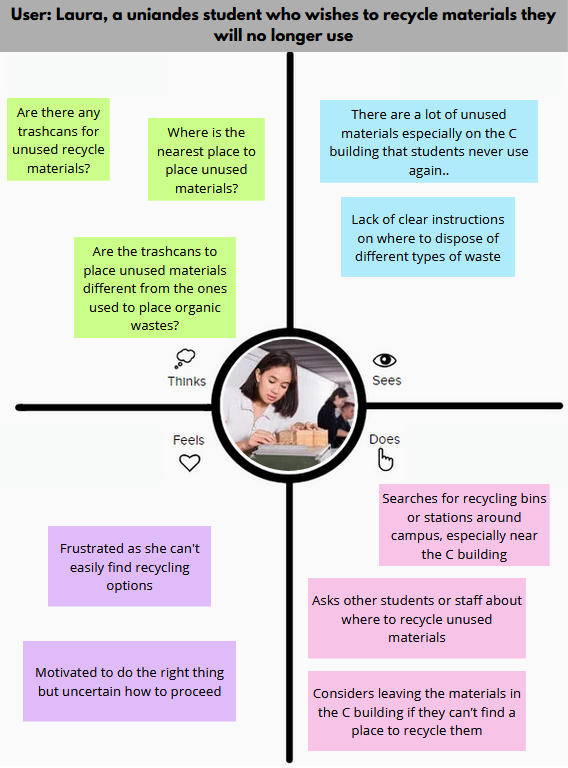 User: Laura, a uniandes student who wishes to recycle materials they
will no longer use
Are there any
trashcans for
unused recycle
materials?
Where is the
nearest place to
place unused
materials?
Are the trashcans to
place unused materials
different from the ones
used to place organic
wastes?
Thinks
There are a lot of unused
materials especially on the C
building that students never use
again..
Lack of clear instructions
on where to dispose of
different types of waste
Sees
Feels
Frustrated as she can't
easily find recycling
options
Motivated to do the right thing
but uncertain how to proceed
Does
Searches for recycling bins
or stations around
campus, especially near
the C building
Asks other students or staff about
where to recycle unused
materials
Considers leaving the materials in
the C building if they can't find a
place to recycle them